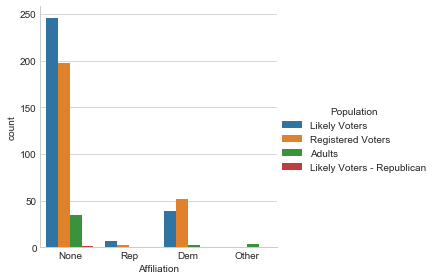 250
200
150
100
50
0
count
None
Rep
Dem
Other
Affiliation
Population
Likely Voters
Registered Voters
Adults
Likely Voters - Republican